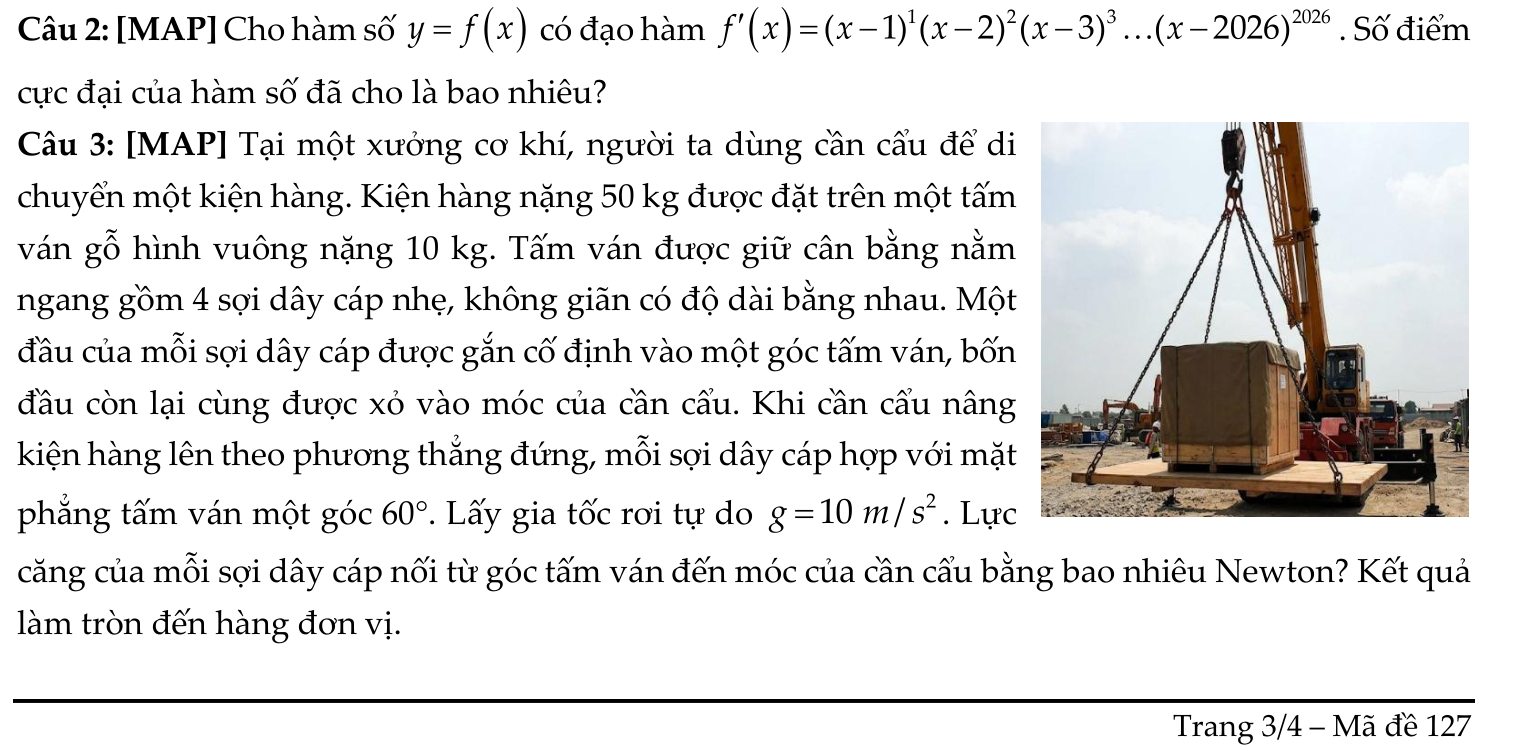 Câu 2: [MAP] Cho hàm số y = f(x) có đạo hàm f'(x) = (x−1)¹(x−2)²(x−3)³…(x−2026)²⁰²⁶. Số điểm
cực đại của hàm số đã cho là bao nhiêu?
Câu 3: [MAP] Tại một xưởng cơ khí, người ta dùng cần cẩu để di
chuyển một kiện hàng. Kiện hàng nặng 50 kg được đặt trên một tấm
ván gỗ hình vuông nặng 10 kg. Tấm ván được giữ cân bằng nằm
ngang gồm 4 sợi dây cáp nhẹ, không giãn có độ dài bằng nhau. Một
đầu của mỗi sợi dây cáp được gắn cố định vào một góc tấm ván, bốn
đầu còn lại cùng được xỏ vào móc của cần cẩu. Khi cần cẩu nâng
kiện hàng lên theo phương thẳng đứng, mỗi sợi dây cáp hợp với mặt
phẳng tấm ván một góc 60°. Lấy gia tốc rơi tự do g = 10 m/s². Lực
căng của mỗi sợi dây cáp nối từ góc tấm ván đến móc của cần cẩu bằng bao nhiêu Newton? Kết quả
làm tròn đến hàng đơn vị.
Trang 3/4 – Mã đề 127